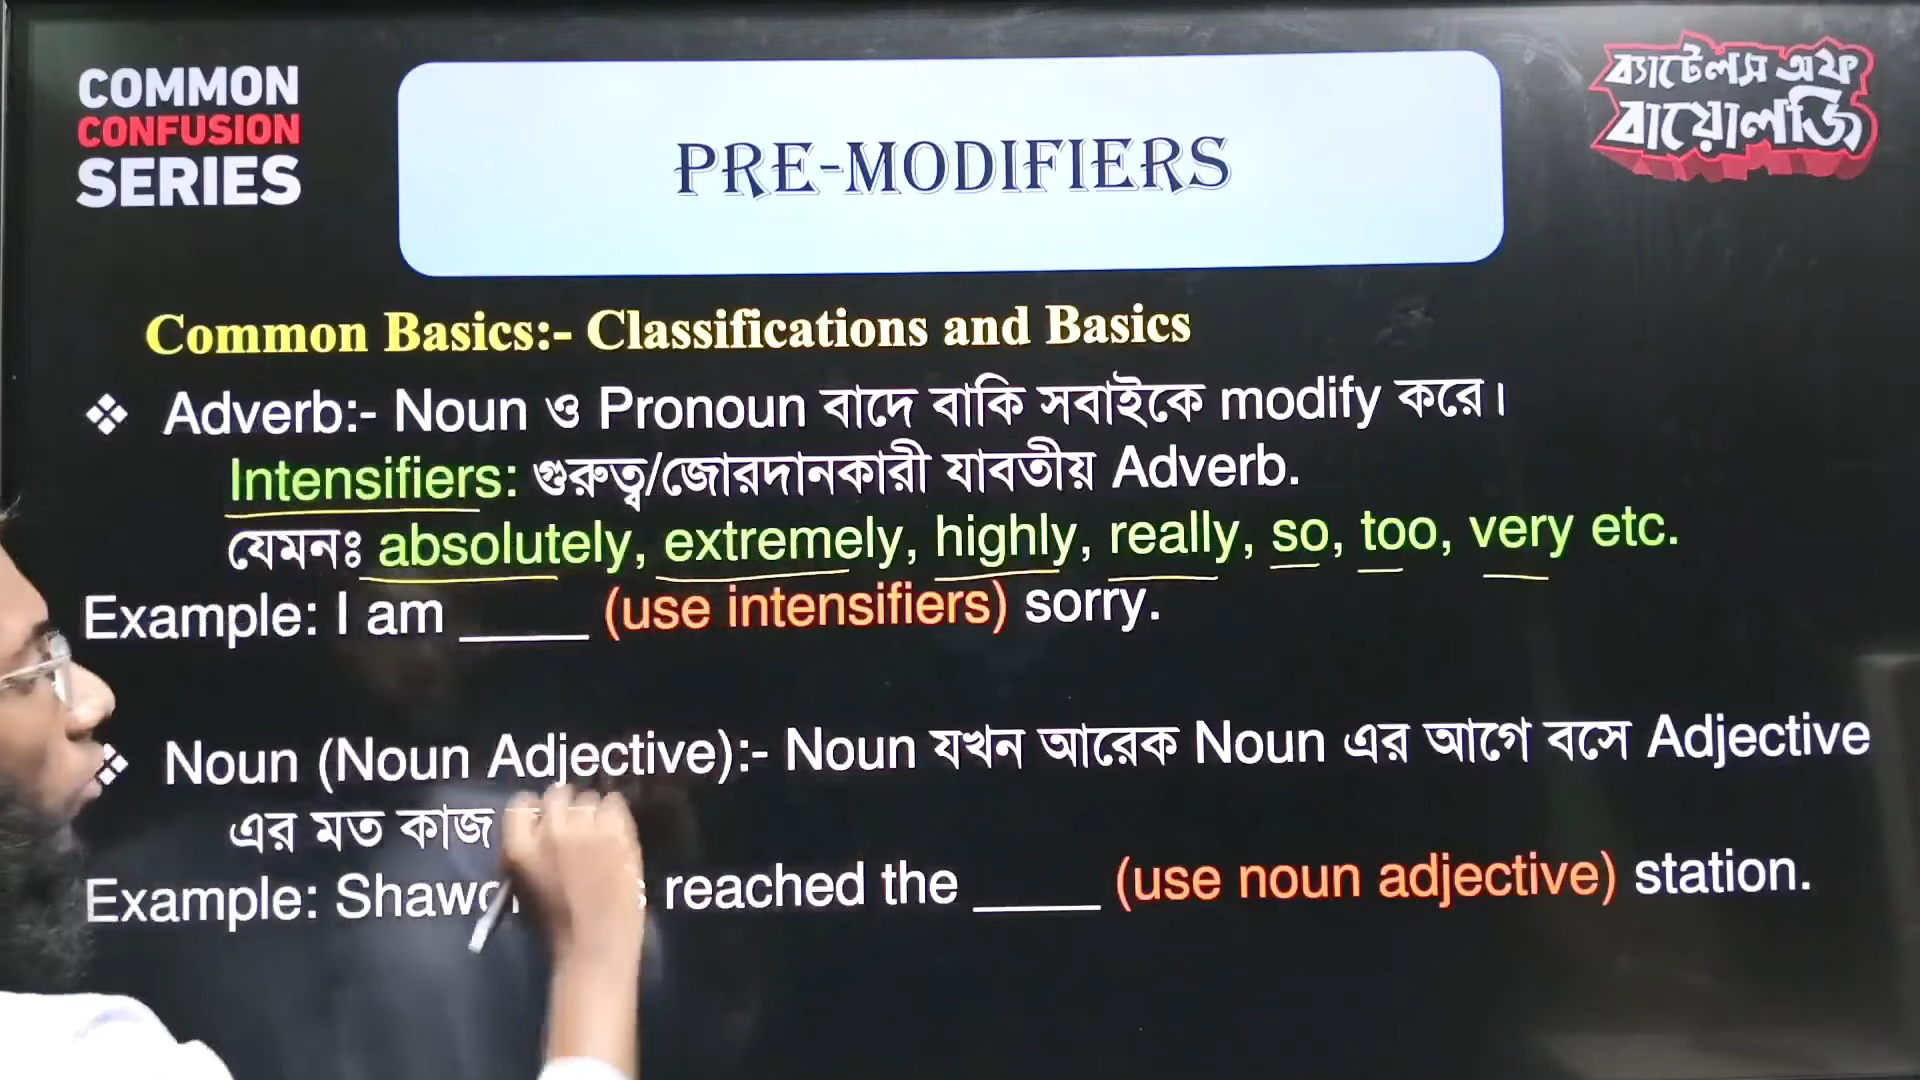 COMMON
CONFUSION
SERIES
PRE-MODIFIERS
ব্যাটেলস অফ
বায়োলজি
Common Basics:- Classifications and Basics
❖ Adverb:- Noun ও Pronoun বাদে বাকি সবাইকে modify করে।
Intensifiers: গুরুত্ব/জোরদানকারী যাবতীয় Adverb.
যেমনঃ absolutely, extremely, highly, really, so, too, very etc.
Example: I am _____ (use intensifiers) sorry.
❖ Noun (Noun Adjective):- Noun যখন আরেক Noun এর আগে বসে Adjective
এর মত কাজ
Example: reached the _____ (use noun adjective) station.